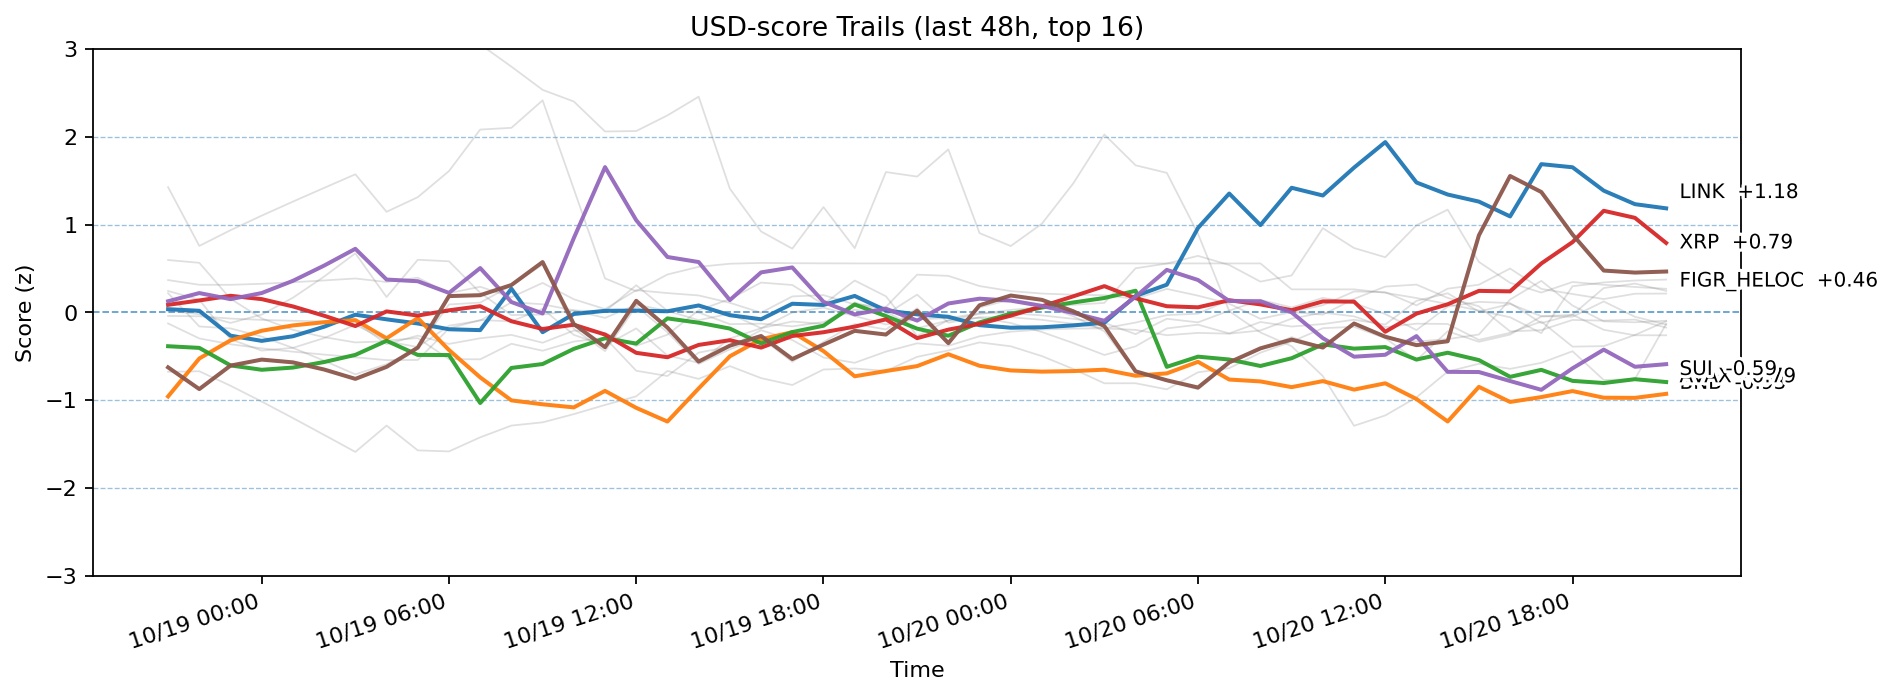 USD-score Trails (last 48h, top 16)
Score (z)
3
2
1
0
−1
−2
−3
LINK +1.18
XRP +0.79
FIGR_HELOC +0.46
SUI -0.59
10/19 00:00
10/19 06:00
10/19 12:00
10/19 18:00
10/20 00:00
10/20 06:00
10/20 12:00
10/20 18:00
Time